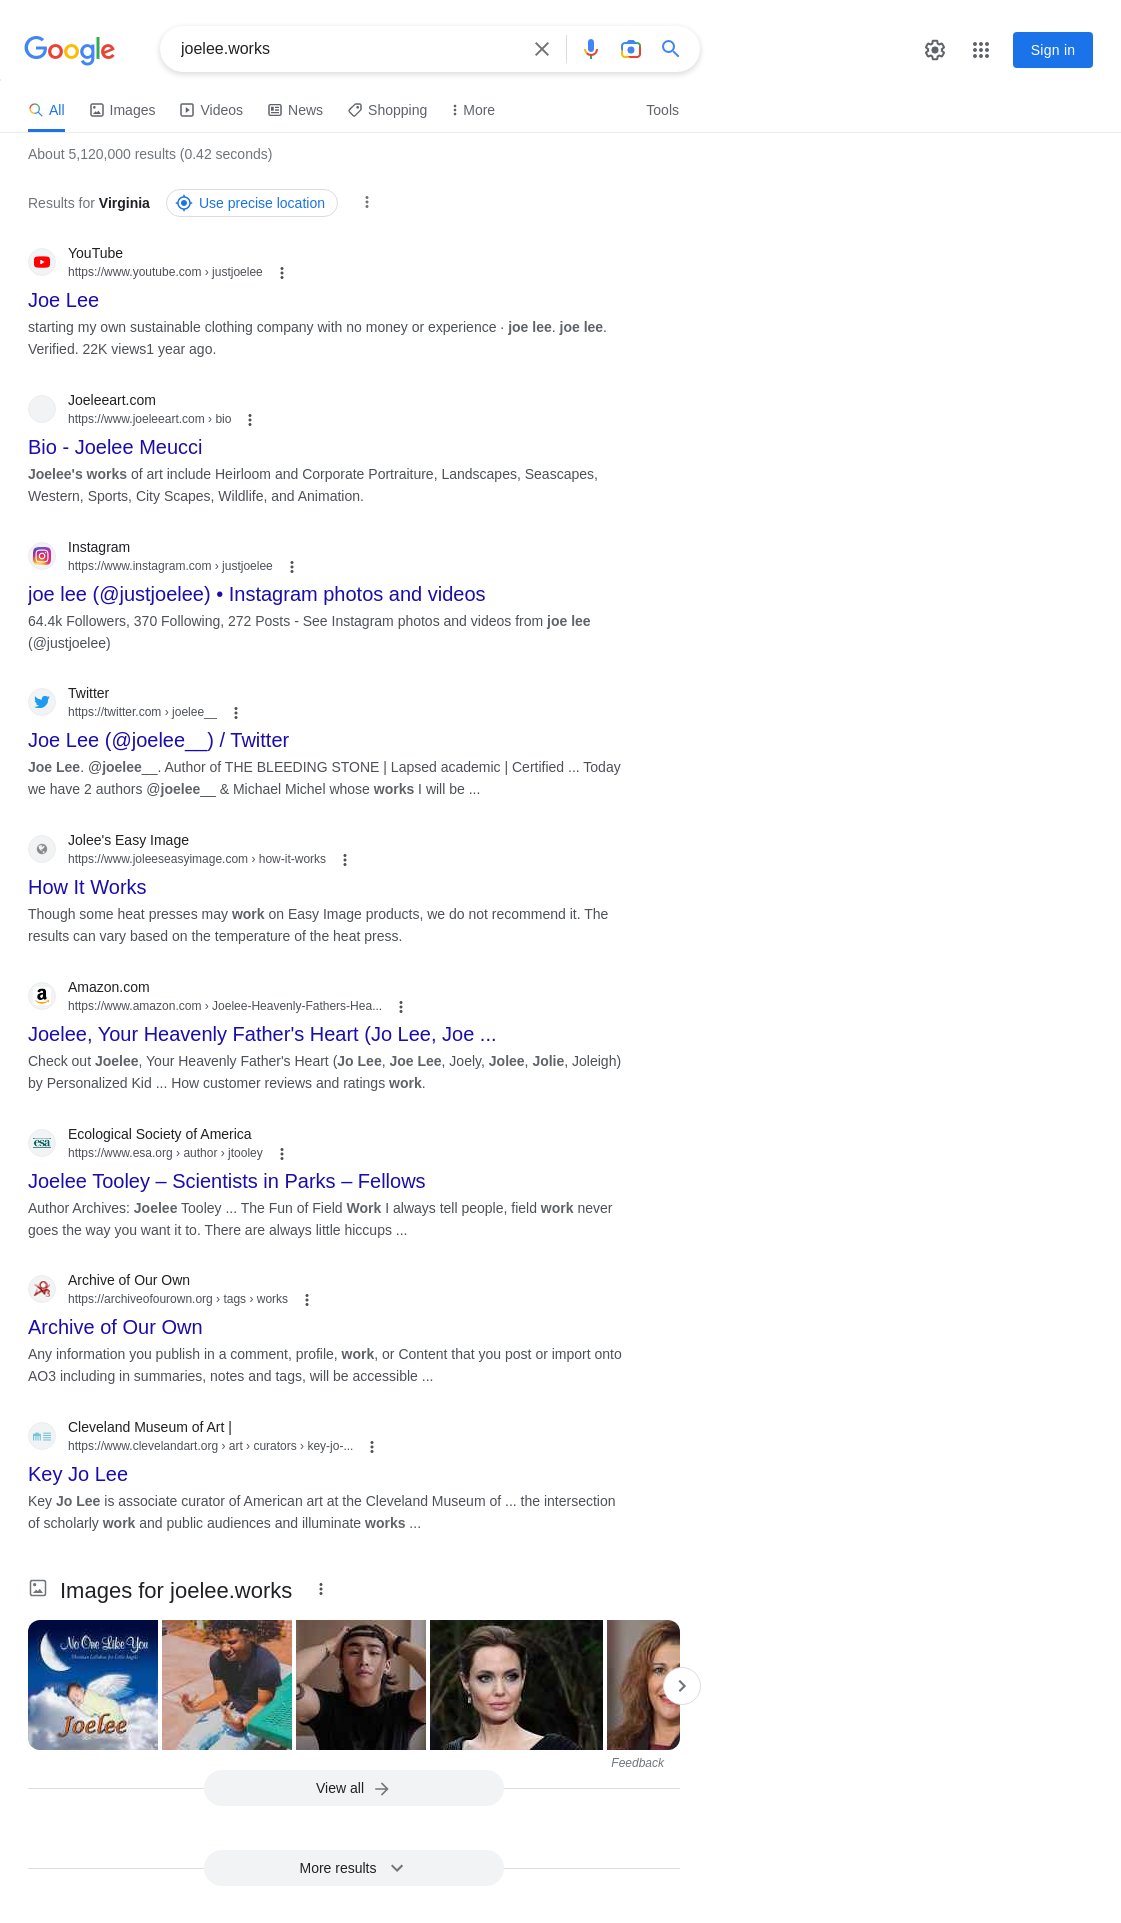 Google
joelee.works
Sign in
All
Images
Videos
News
Shopping
More
Tools
About 5,120,000 results (0.42 seconds)
Results for Virginia
Use precise location
YouTube
https://www.youtube.com › justjoelee
Joe Lee
starting my own sustainable clothing company with no money or experience · joe lee. joe lee.
Verified. 22K views1 year ago.
Joeleeart.com
https://www.joeleeart.com › bio
Bio - Joelee Meucci
Joelee's works of art include Heirloom and Corporate Portraiture, Landscapes, Seascapes,
Western, Sports, City Scapes, Wildlife, and Animation.
Instagram
https://www.instagram.com › justjoelee
joe lee (@justjoelee) • Instagram photos and videos
64.4k Followers, 370 Following, 272 Posts - See Instagram photos and videos from joe lee
(@justjoelee)
Twitter
https://twitter.com › joelee__
Joe Lee (@joelee__) / Twitter
Joe Lee. @joelee__. Author of THE BLEEDING STONE | Lapsed academic | Certified ... Today
we have 2 authors @joelee__ & Michael Michel whose works I will be ...
Jolee's Easy Image
https://www.joleeseasyimage.com › how-it-works
How It Works
Though some heat presses may work on Easy Image products, we do not recommend it. The
results can vary based on the temperature of the heat press.
Amazon.com
https://www.amazon.com › Joelee-Heavenly-Fathers-Hea...
Joelee, Your Heavenly Father's Heart (Jo Lee, Joe ...
Check out Joelee, Your Heavenly Father's Heart (Jo Lee, Joe Lee, Joely, Jolee, Jolie, Joleigh)
by Personalized Kid ... How customer reviews and ratings work.
esa
Ecological Society of America
https://www.esa.org › author › jtooley
Joelee Tooley – Scientists in Parks – Fellows
Author Archives: Joelee Tooley ... The Fun of Field Work I always tell people, field work never
goes the way you want it to. There are always little hiccups ...
Archive of Our Own
https://archiveofourown.org › tags › works
Archive of Our Own
Any information you publish in a comment, profile, work, or Content that you post or import onto
AO3 including in summaries, notes and tags, will be accessible ...
Cleveland Museum of Art |
https://www.clevelandart.org › art › curators › key-jo-...
Key Jo Lee
Key Jo Lee is associate curator of American art at the Cleveland Museum of ... the intersection
of scholarly work and public audiences and illuminate works ...
Images for joelee.works
No One Like You
Joelee
Feedback
View all
More results